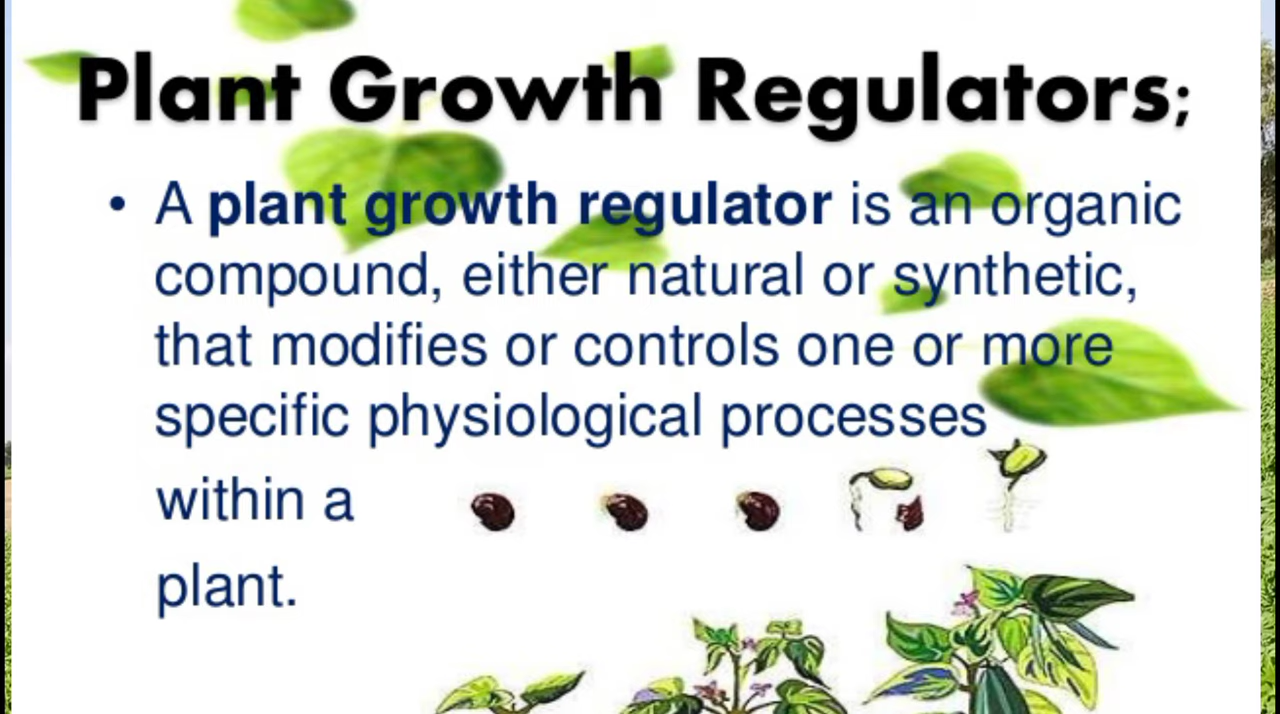 Plant Growth Regulators;
• A plant growth regulator is an organic
compound, either natural or synthetic,
that modifies or controls one or more
specific physiological processes
within a
plant.